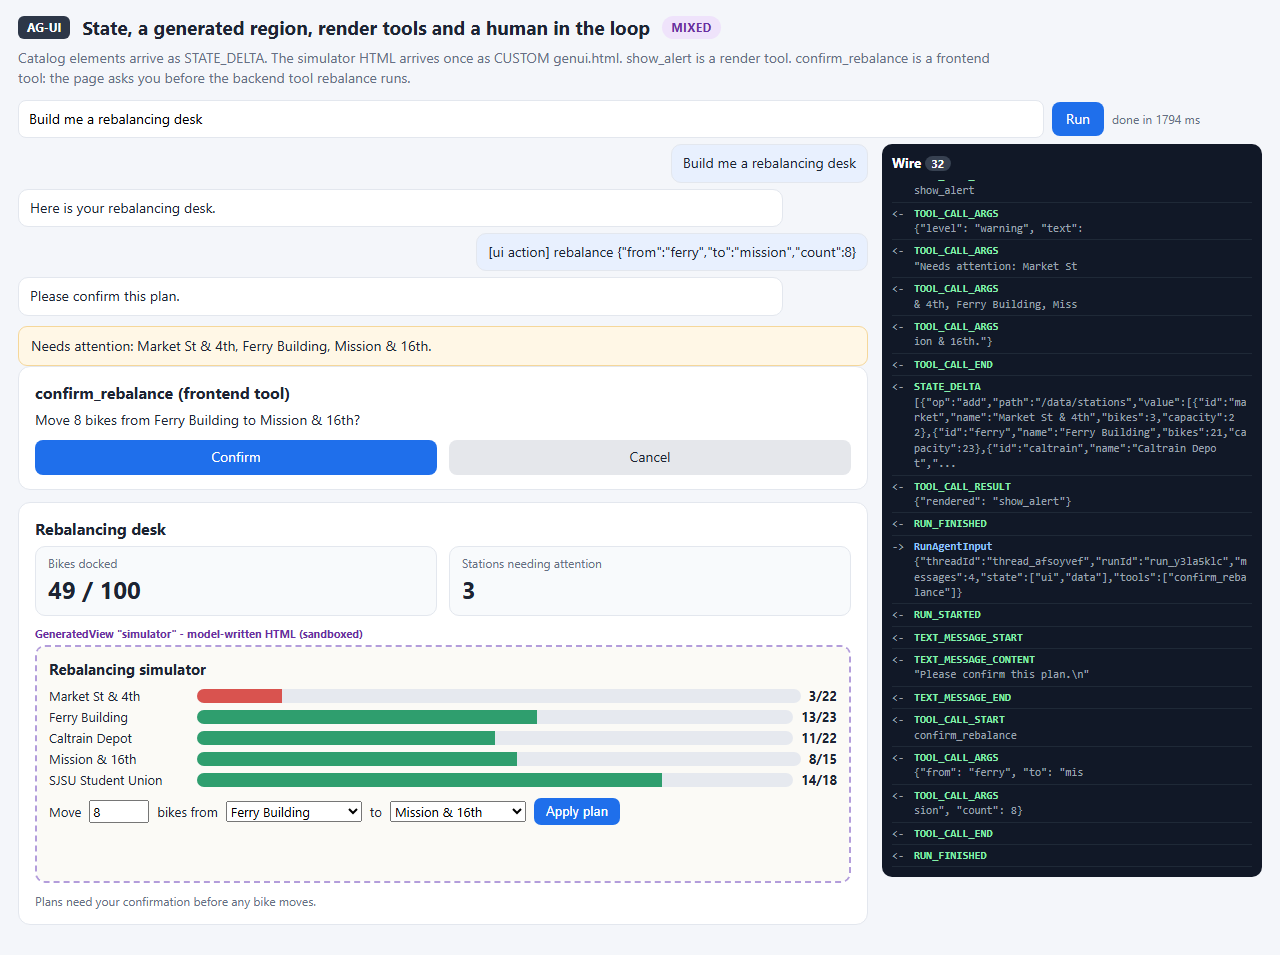 AG-UI State, a generated region, render tools and a human in the loop MIXED
Catalog elements arrive as STATE_DELTA. The simulator HTML arrives once as CUSTOM genui.html. show_alert is a render tool. confirm_rebalance is a frontend
tool: the page asks you before the backend tool rebalance runs.
Build me a rebalancing desk
Run
done in 1794 ms
Build me a rebalancing desk
Here is your rebalancing desk.
[ui action] rebalance {"from":"ferry","to":"mission","count":8}
Please confirm this plan.
Needs attention: Market St & 4th, Ferry Building, Mission & 16th.
confirm_rebalance (frontend tool)
Move 8 bikes from Ferry Building to Mission & 16th?
Confirm
Cancel
Rebalancing desk
Bikes docked
49 / 100
Stations needing attention
3
GeneratedView "simulator" - model-written HTML (sandboxed)
Rebalancing simulator
Market St & 4th 3/22
Ferry Building 13/23
Caltrain Depot 11/22
Mission & 16th 8/15
SJSU Student Union 14/18
Move 8 bikes from Ferry Building to Mission & 16th Apply plan
Plans need your confirmation before any bike moves.
Wire 32
show_alert
<- TOOL_CALL_ARGS
{"level": "warning", "text":
<- TOOL_CALL_ARGS
"Needs attention: Market St
<- TOOL_CALL_ARGS
& 4th, Ferry Building, Miss
<- TOOL_CALL_ARGS
ion & 16th."}
<- TOOL_CALL_END
<- STATE_DELTA
[{"op":"add","path":"/data/stations","value":[{"id":"ma
rket","name":"Market St & 4th","bikes":3,"capacity":2
2},{"id":"ferry","name":"Ferry Building","bikes":21,"ca
pacity":23},{"id":"caltrain","name":"Caltrain Depo
t","...
<- TOOL_CALL_RESULT
{"rendered": "show_alert"}
<- RUN_FINISHED
-> RunAgentInput
{"threadId":"thread_afsoyvef","runId":"run_y3la5klc","m
essages":4,"state":["ui","data"],"tools":["confirm_reba
lance"]}
<- RUN_STARTED
<- TEXT_MESSAGE_START
<- TEXT_MESSAGE_CONTENT
"Please confirm this plan.\n"
<- TEXT_MESSAGE_END
<- TOOL_CALL_START
confirm_rebalance
<- TOOL_CALL_ARGS
{"from": "ferry", "to": "mis
<- TOOL_CALL_ARGS
sion", "count": 8}
<- TOOL_CALL_END
<- RUN_FINISHED